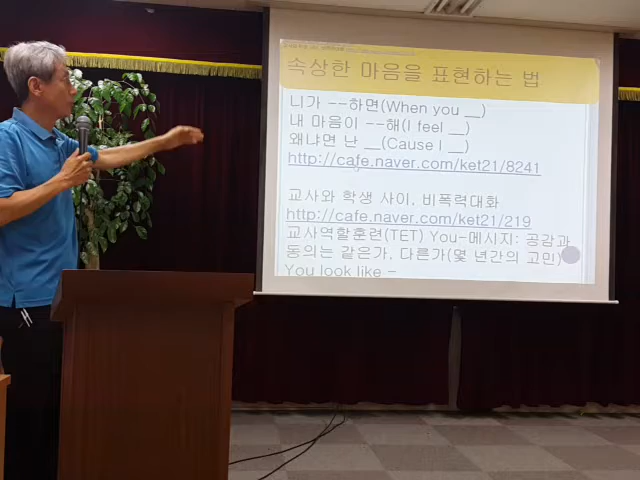 속상한 마음을 표현하는 법
니가 --하면(When you __)
내 마음이 --해(I feel __)
왜냐면 난 __(Cause I __)
http://cafe.naver.com/ket21/8241
교사와 학생 사이, 비폭력대화
http://cafe.naver.com/ket21/219
교사역할훈련(TET) You-메시지: 공감과
동의는 같은가, 다른가(몇 년간의 고민)
You look like -